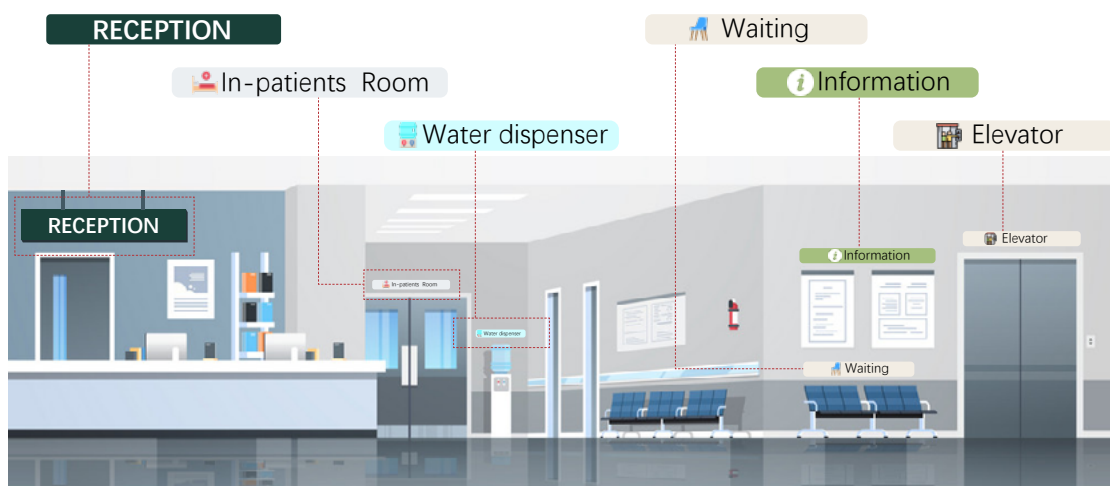 RECEPTION
Waiting
In-patients Room
Information
Water dispenser
Elevator
RECEPTION
Elevator
Information
In-patients Room
Water dispenser
Waiting